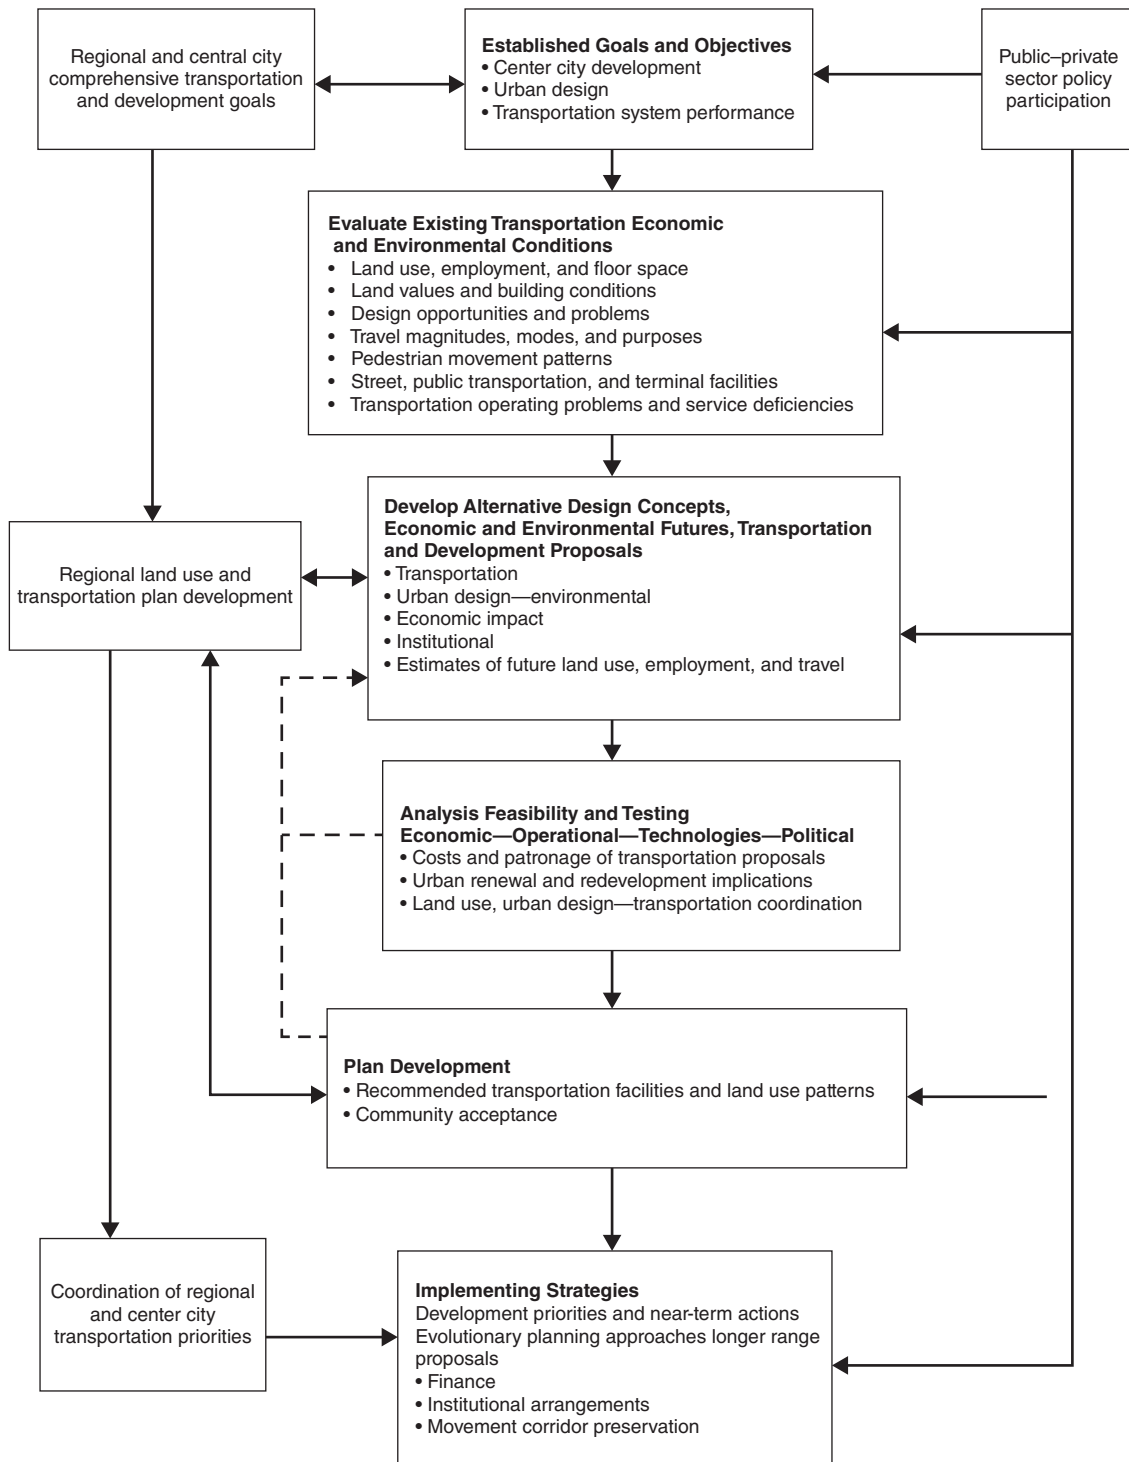 Regional and central city
comprehensive transportation
and development goals
Established Goals and Objectives
• Center city development
• Urban design
• Transportation system performance
Public–private
sector policy
participation
Evaluate Existing Transportation Economic
and Environmental Conditions
• Land use, employment, and floor space
• Land values and building conditions
• Design opportunities and problems
• Travel magnitudes, modes, and purposes
• Pedestrian movement patterns
• Street, public transportation, and terminal facilities
• Transportation operating problems and service deficiencies
Regional land use and
transportation plan development
Develop Alternative Design Concepts,
Economic and Environmental Futures, Transportation
and Development Proposals
• Transportation
• Urban design—environmental
• Economic impact
• Institutional
• Estimates of future land use, employment, and travel
Analysis Feasibility and Testing
Economic—Operational—Technologies—Political
• Costs and patronage of transportation proposals
• Urban renewal and redevelopment implications
• Land use, urban design—transportation coordination
Plan Development
• Recommended transportation facilities and land use patterns
• Community acceptance
Coordination of regional
and center city
transportation priorities
Implementing Strategies
Development priorities and near-term actions
Evolutionary planning approaches longer range
proposals
• Finance
• Institutional arrangements
• Movement corridor preservation